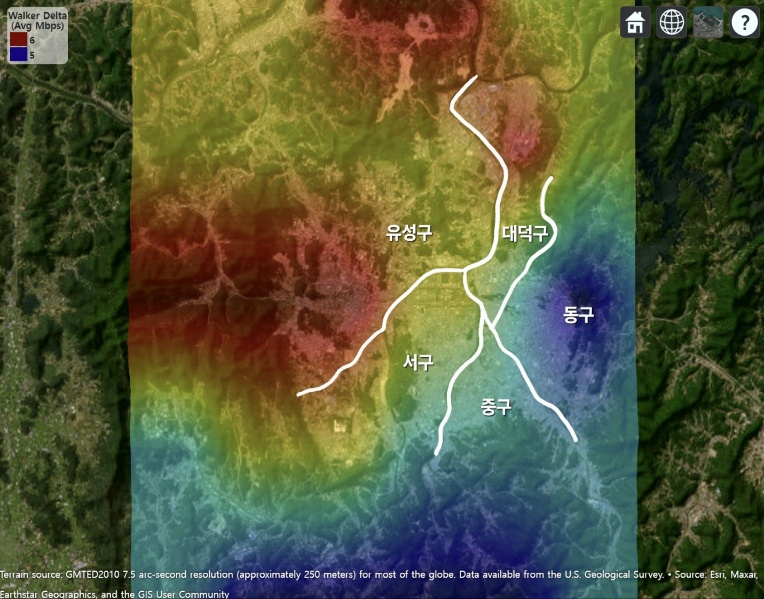 Walker Delta
(Avg Mbps)
6
5
?
유성구
대덕구
동구
서구
중구
Terrain source: GMTED2010 7.5 arc-second resolution (approximately 250 meters) for most of the globe. Data available from the U.S. Geological Survey. • Source: Esri, Maxar,
Earthstar Geographics, and the GIS User Community